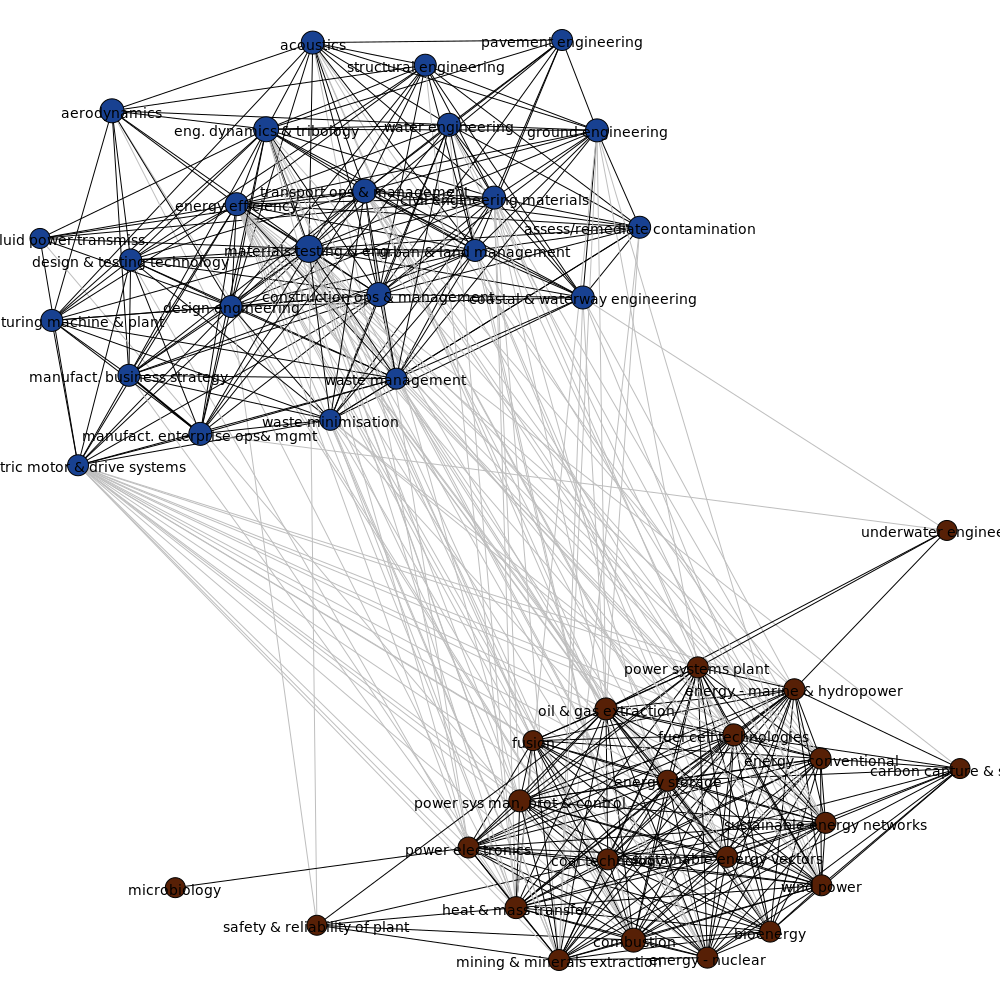 pavement engineering
acoustics
structural engineering
aerodynamics
water engineering
eng. dynamics & tribology
ground engineering
transport ops & management
civil engineering materials
energy efficiency
assess/remediate contamination
luid power transmiss.
materials testing & eng.
urban & land management
design & testing technology
construction ops & management
coastal & waterway engineering
design engineering
turing machine & plant
manufact. business strategy
waste management
waste minimisation
manufact. enterprise ops& mgmt
tric motor & drive systems
underwater enginee
power systems plant
energy - marine & hydropower
oil & gas extraction
fuel cell technologies
fusion
energy - conventional
carbon capture & s
energy storage
power sys man, prot & control
sustainable energy networks
power electronics
coal technology
sustainable energy vectors
wind power
microbiology
heat & mass transfer
safety & reliability of plant
bioenergy
combustion
mining & minerals extraction
energy - nuclear